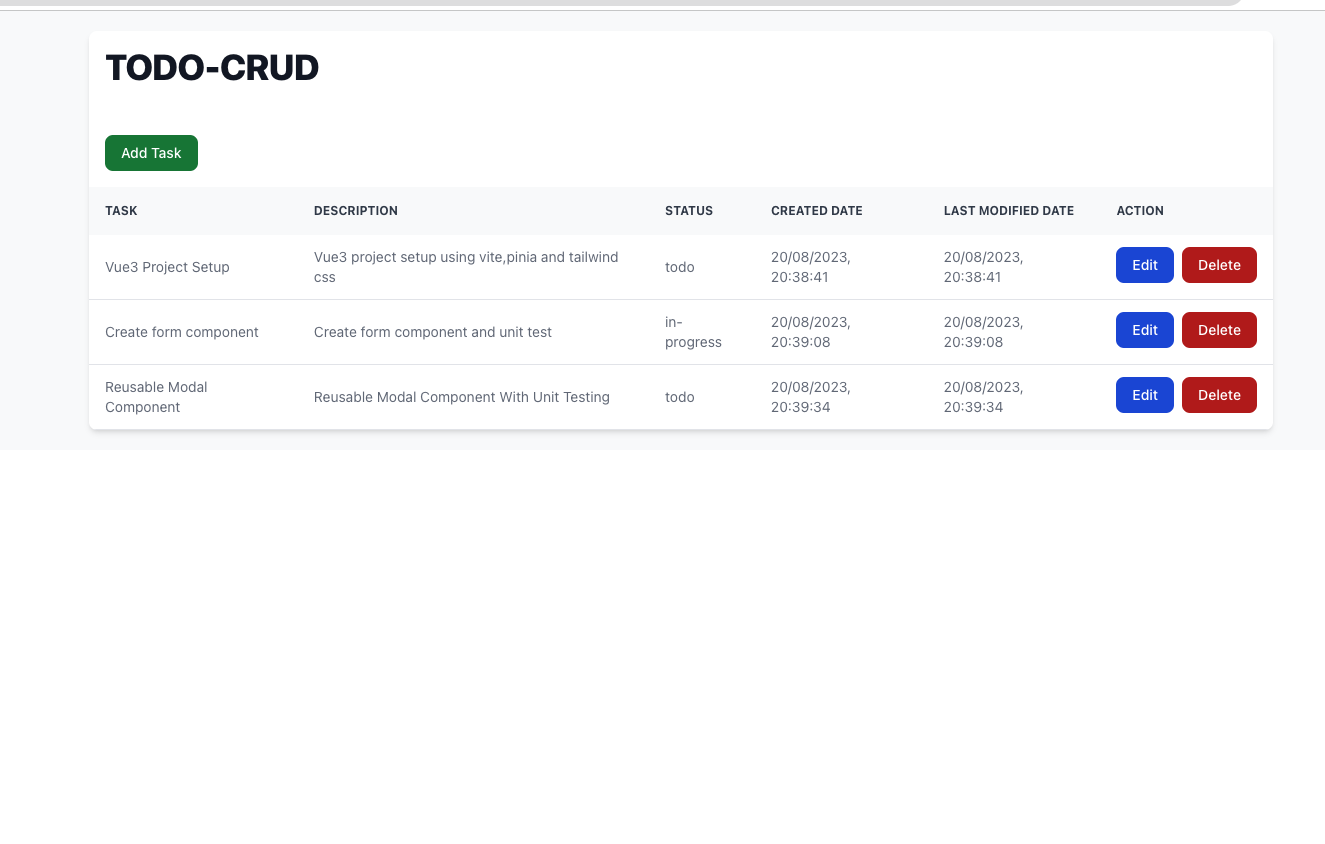 TODO-CRUD
Add Task
TASK DESCRIPTION STATUS CREATED DATE LAST MODIFIED DATE ACTION
Vue3 Project Setup
Vue3 project setup using vite,pinia and tailwind
css
todo
20/08/2023,
20:38:41
20/08/2023,
20:38:41
Edit Delete
Create form component
Create form component and unit test
in-
progress
20/08/2023,
20:39:08
20/08/2023,
20:39:08
Edit Delete
Reusable Modal
Component
Reusable Modal Component With Unit Testing
todo
20/08/2023,
20:39:34
20/08/2023,
20:39:34
Edit Delete